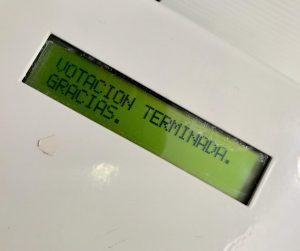 VOTACION TERMINADA.
GRACIAS.